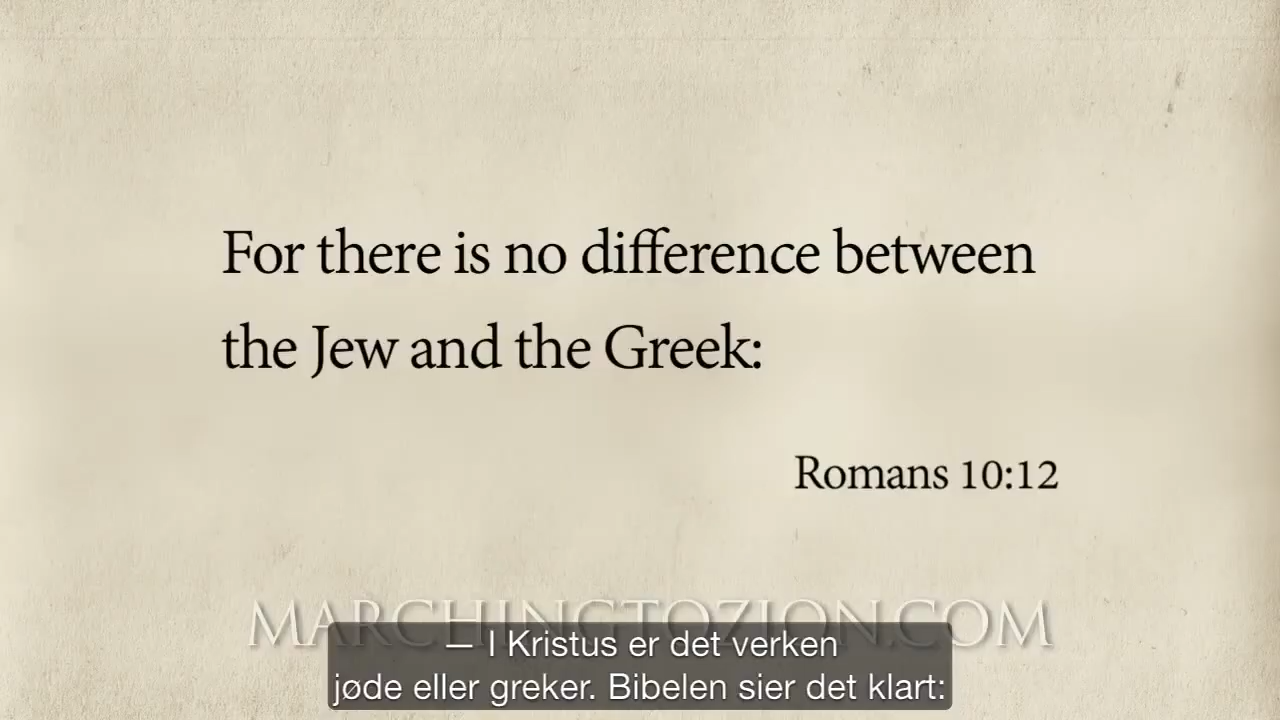 For there is no difference between
the Jew and the Greek:
Romans 10:12
MARCHINGTOZION.COM
– I Kristus er det verken
jøde eller greker. Bibelen sier det klart: